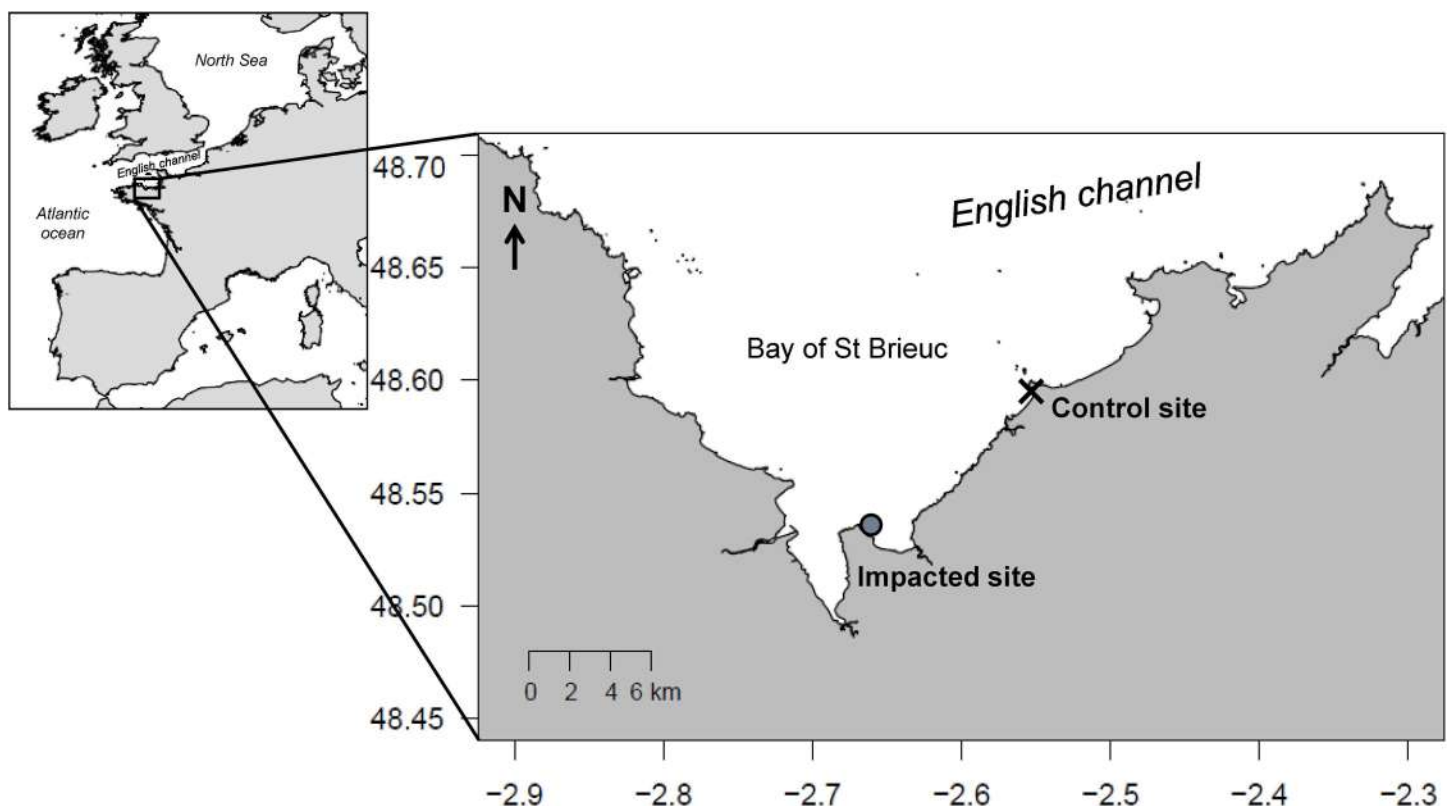 North Sea
English channel
Atlantic
ocean
48.70
48.65
48.60
48.55
48.50
48.45
N
English channel
Bay of St Brieuc
Control site
Impacted site
0 2 4 6 km
−2.9 −2.8 −2.7 −2.6 −2.5 −2.4 −2.3